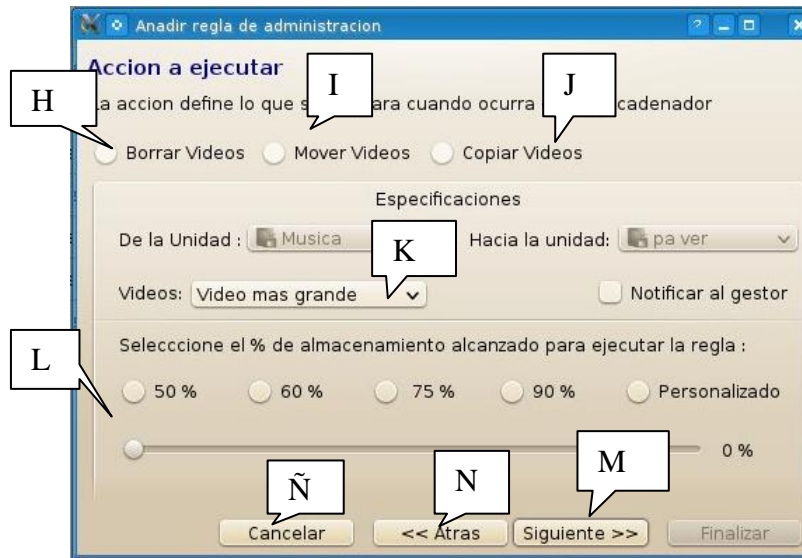 Anadir regla de administracion
Accion a ejecutar
H
I
J
a accion define lo que s ara cuando ocurra cadenador
Borrar Videos Mover Videos Copiar Videos
Especificaciones
De la Unidad : Musica Hacia la unidad: pa ver
K
Videos: Video mas grande Notificar al gestor
L
Selecccione el % de almacenamiento alcanzado para ejecutar la regla :
50 % 60 % 75 % 90 % Personalizado
0 %
Ñ
N
M
Cancelar << Atras Siguiente >> Finalizar